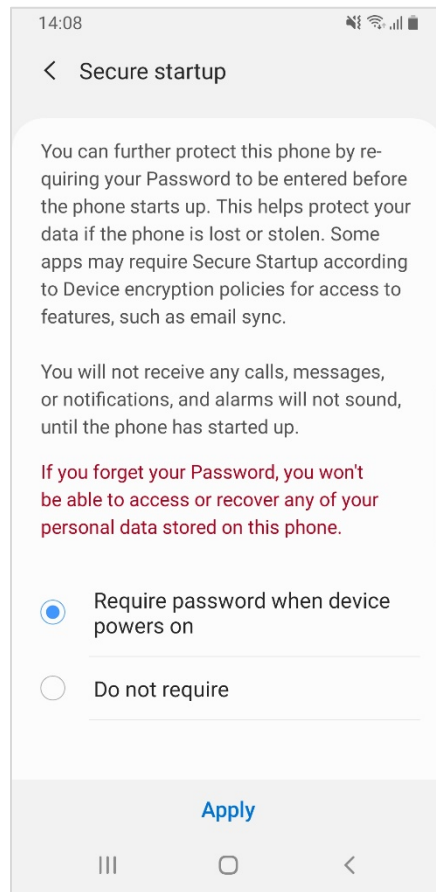 14:08
Secure startup
You can further protect this phone by re-
quiring your Password to be entered before
the phone starts up. This helps protect your
data if the phone is lost or stolen. Some
apps may require Secure Startup according
to Device encryption policies for access to
features, such as email sync.
You will not receive any calls, messages,
or notifications, and alarms will not sound,
until the phone has started up.
If you forget your Password, you won't
be able to access or recover any of your
personal data stored on this phone.
Require password when device
powers on
Do not require
Apply